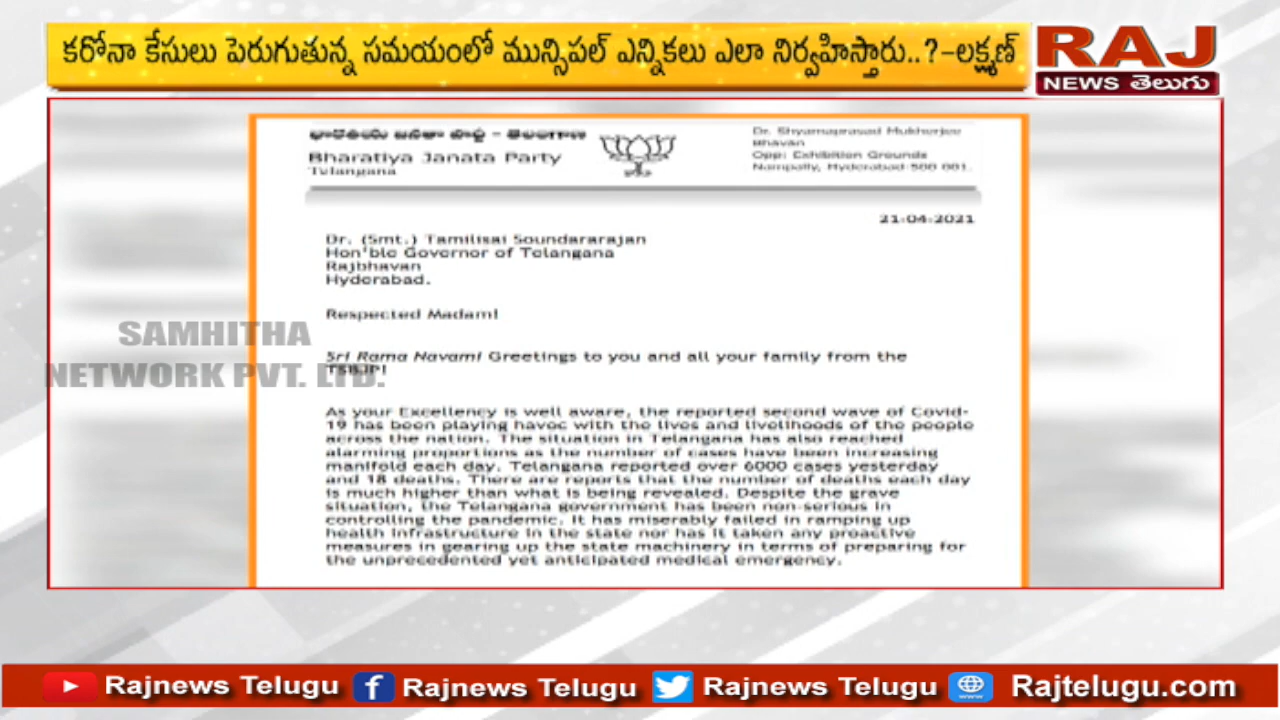 కరోనా కేసులు పెరుగుతున్న సమయంలో మున్సిపల్ ఎన్నికలు ఎలా నిర్వహిస్తారు..?-లక్ష్మణ్
RAJ
NEWS తెలుగు
భారతీయ జనతా పార్టీ - తెలంగాణ
Bharatiya Janata Party
Telangana
Dr. Shyamaprasad Mukherjee
Bhavan
Opp: Exhibition Grounds
Nampally, Hyderabad-500 001.
21-04-2021
Dr. (Smt.) Tamilisai Soundararajan
Hon'ble Governor of Telangana
Rajbhavan
Hyderabad.
Respected Madam!
Sri Rama Navami Greetings to you and all your family from the
TSBJP!
As your Excellency is well aware, the reported second wave of Covid-
19 has been playing havoc with the lives and livelihoods of the people
across the nation. The situation in Telangana has also reached
alarming proportions as the number of cases have been increasing
manifold each day. Telangana reported over 6000 cases yesterday
and 18 deaths. There are reports that the number of deaths each day
is much higher than what is being revealed. Despite the grave
situation, the Telangana government has been non-serious in
controlling the pandemic. It has miserably failed in ramping up
health infrastructure in the state nor has it taken any proactive
measures in gearing up the state machinery in terms of preparing for
the unprecedented yet anticipated medical emergency.
SAMHITHA
NETWORK PVT. LTD.
Rajnews Telugu
Rajnews Telugu
Rajnews Telugu
Rajtelugu.com